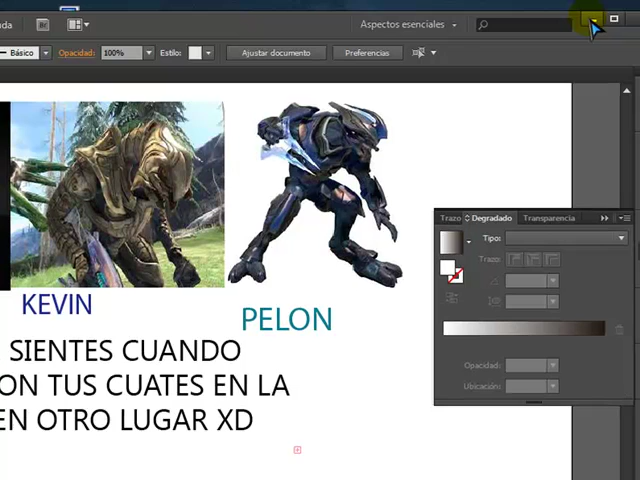 da Br Aspectos esenciales
Básico Opacidad: 100% Estilo: Ajustar documento Preferencias
Trazo Degradado Transparencia
Tipo:
Trazo:
Opacidad:
Ubicación:
KEVIN
PELON
SIENTES CUANDO
ON TUS CUATES EN LA
EN OTRO LUGAR XD